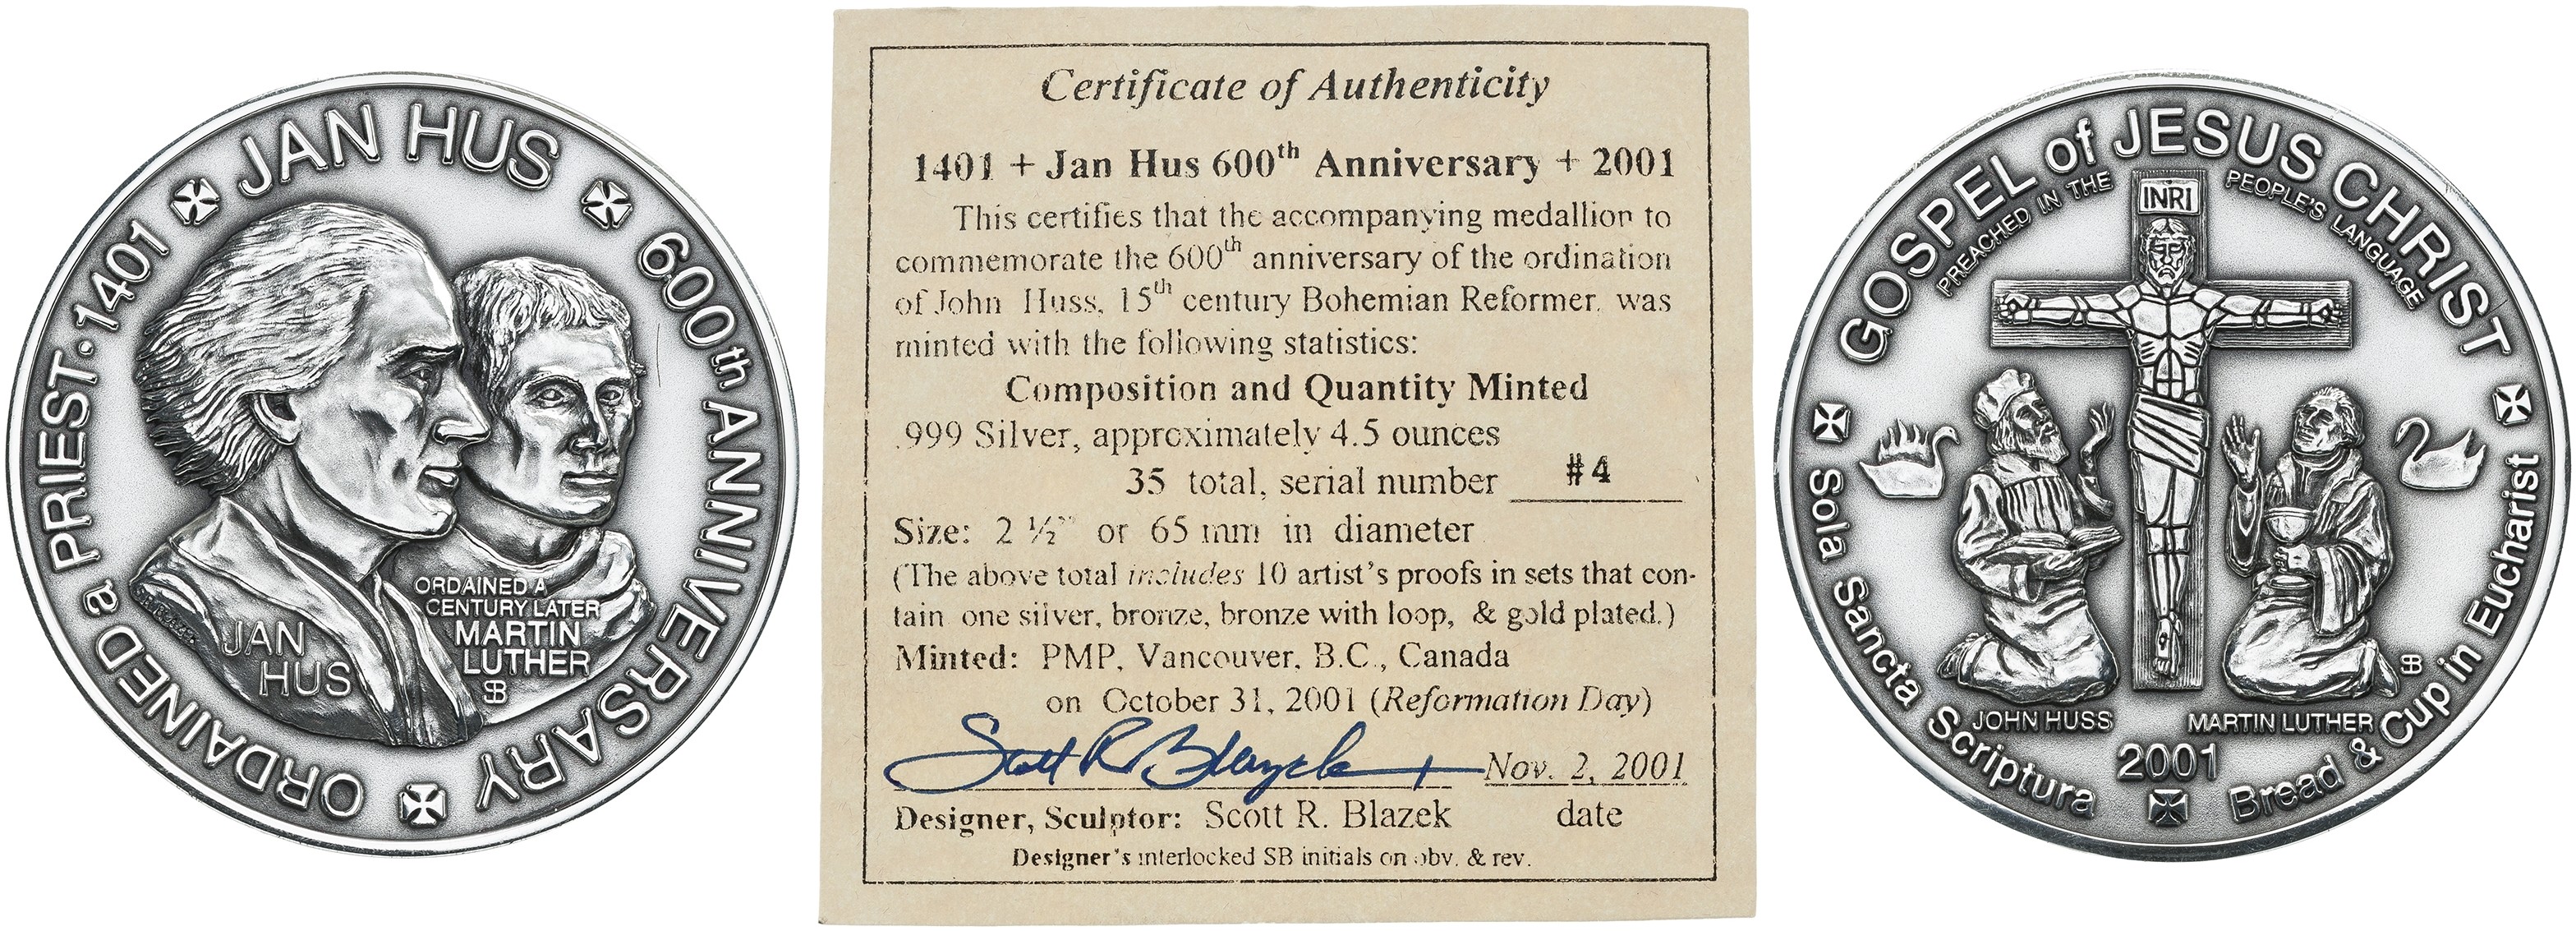 JAN HUS
600th ANNIVERSARY
ORDAINED a PRIEST · 1401
JAN
HUS
ORDAINED A
CENTURY LATER
MARTIN
LUTHER
SB
Certificate of Authenticity
1401 + Jan Hus 600th Anniversary + 2001
This certifies that the accompanying medallion to
commemorate the 600th anniversary of the ordination
of John Huss, 15th century Bohemian Reformer, was
minted with the following statistics:
Composition and Quantity Minted
.999 Silver, approximately 4.5 ounces
35 total, serial number #4
Size: 2 ½" or 65 mm in diameter
(The above total includes 10 artist's proofs in sets that con-
tain one silver, bronze, bronze with loop, & gold plated.)
Minted: PMP, Vancouver, B.C., Canada
on October 31, 2001 (Reformation Day)
Scott R Blazek Nov. 2, 2001
Designer, Sculptor: Scott R. Blazek date
Designer's interlocked SB initials on obv. & rev.
GOSPEL of JESUS CHRIST
PREACHED IN THE PEOPLE'S LANGUAGE
INRI
JOHN HUSS
MARTIN LUTHER
SB
2001
Sola Sancta Scriptura
Bread & Cup in Eucharist